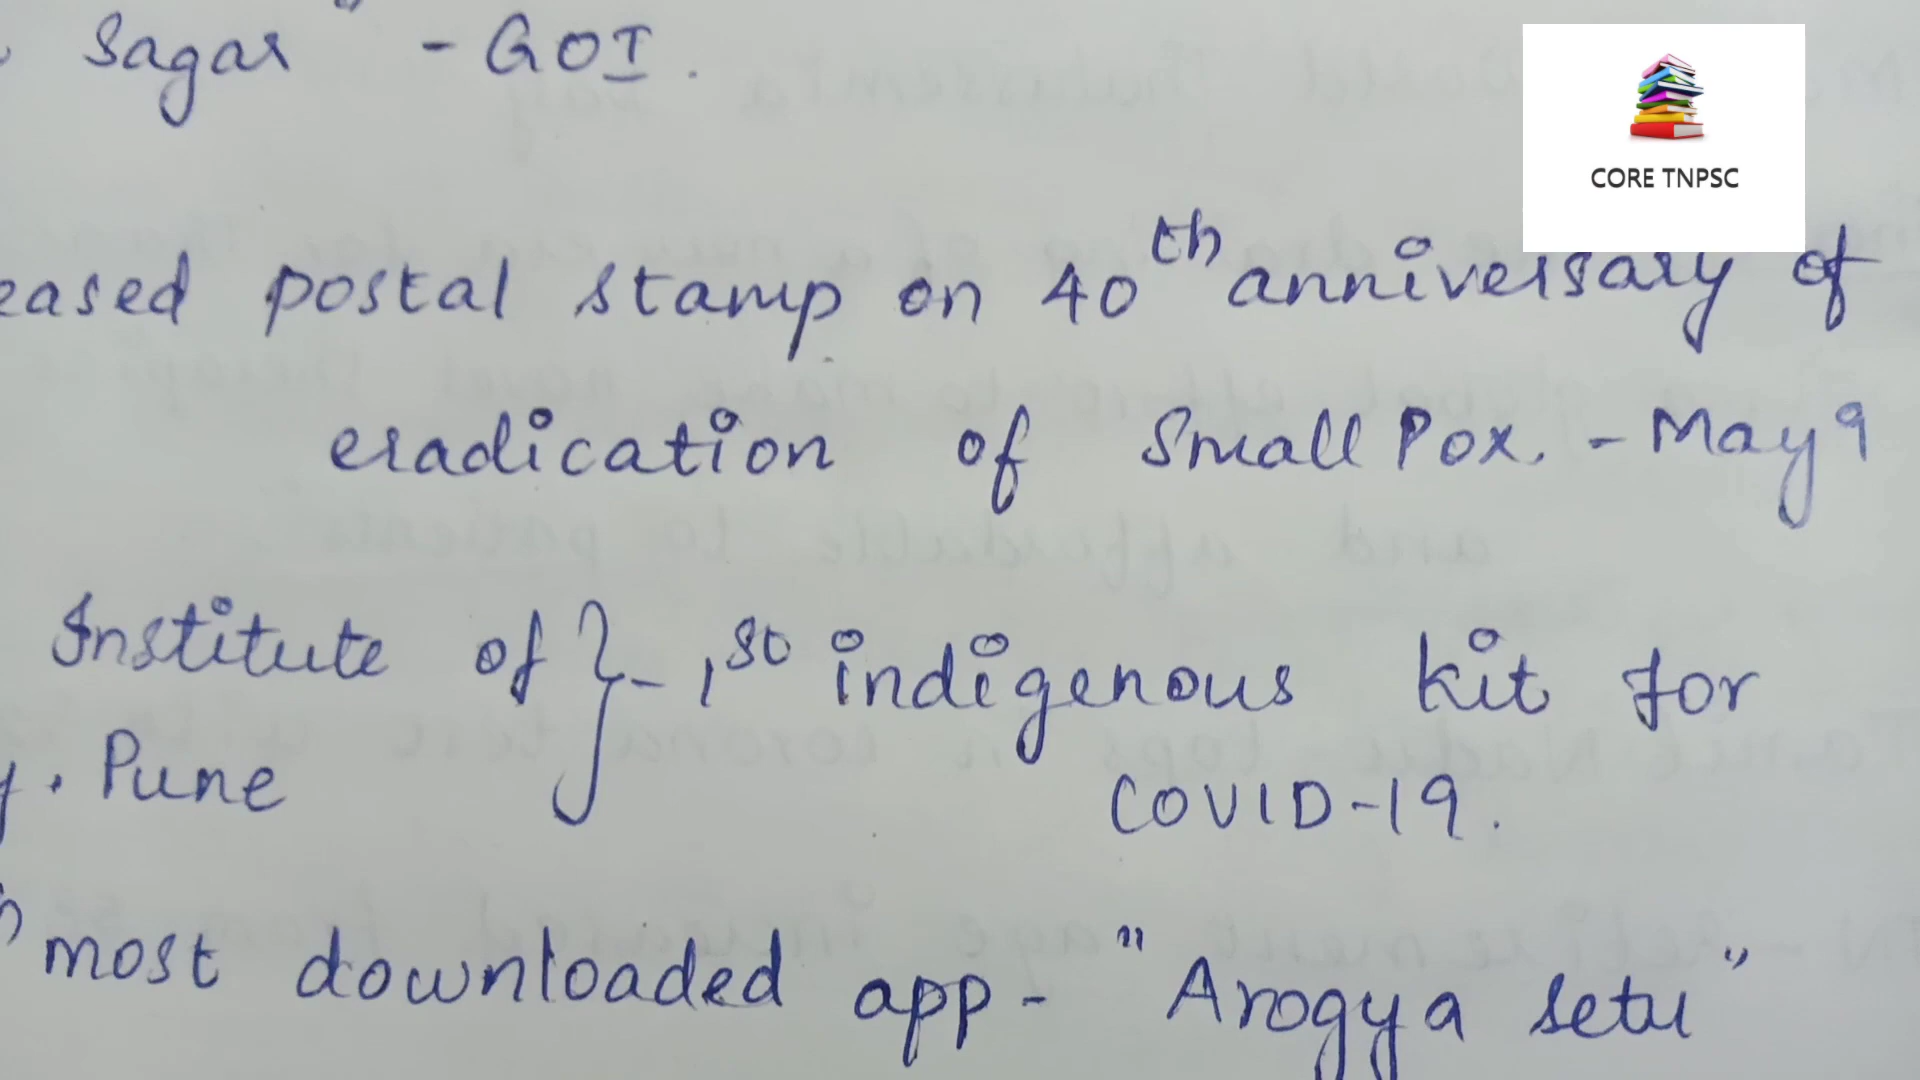 Sagar" - GOI.
CORE TNPSC
eased postal stamp on 40th anniversary of
eradication of Small Pox. - May 9
Institute of } - 1st indigenous kit for
y. Pune
COVID-19.
most downloaded app - "Arogya setu"